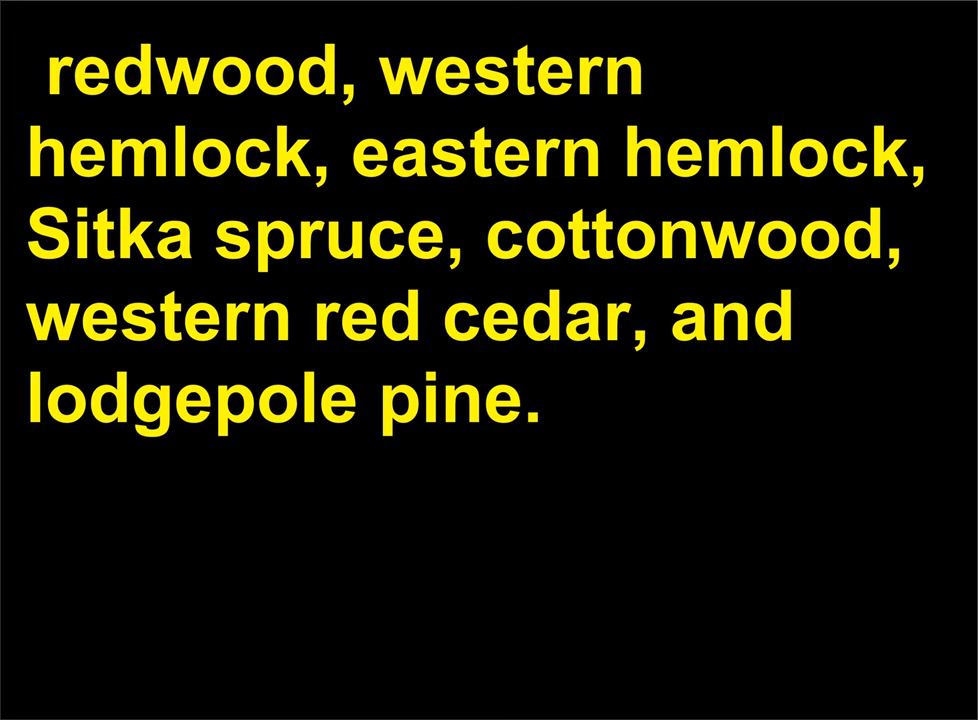 redwood, western
hemlock, eastern hemlock,
Sitka spruce, cottonwood,
western red cedar, and
lodgepole pine.